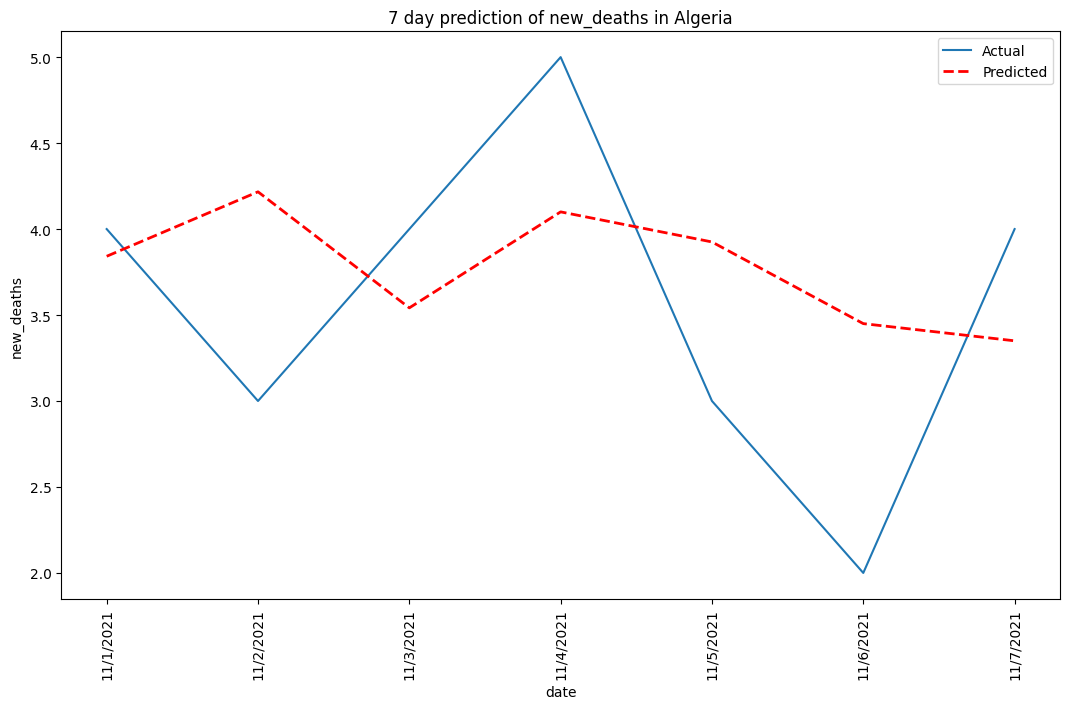 7 day prediction of new_deaths in Algeria
Actual
Predicted
5.0
4.5
4.0
3.5
3.0
2.5
2.0
new_deaths
11/1/2021
11/2/2021
11/3/2021
11/4/2021
11/5/2021
11/6/2021
11/7/2021
date